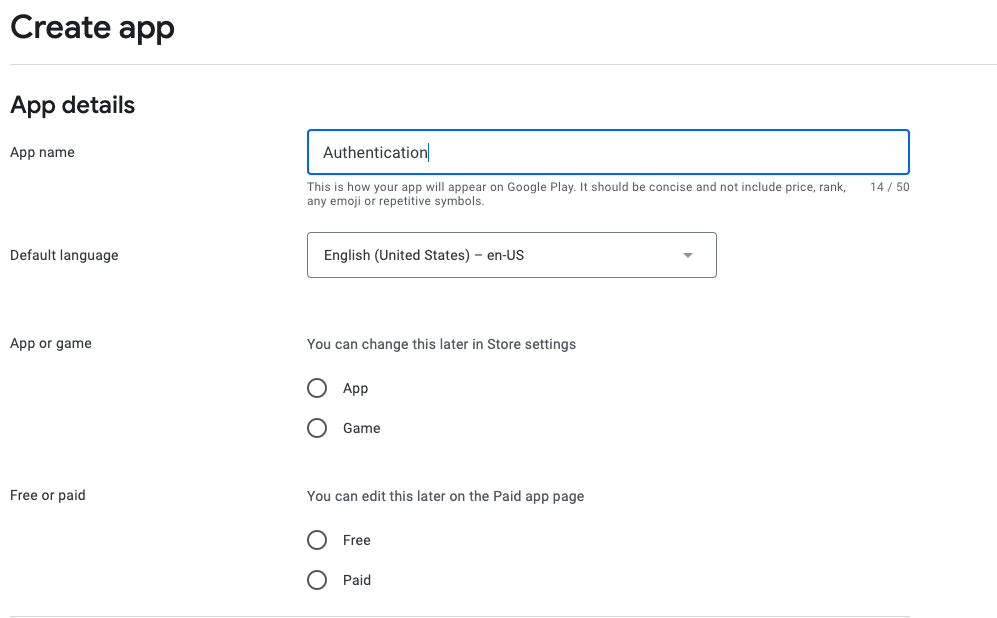 Create app
App details
App name
Authentication
This is how your app will appear on Google Play. It should be concise and not include price, rank,
any emoji or repetitive symbols.
14 / 50
Default language
English (United States) – en-US
App or game
You can change this later in Store settings
App
Game
Free or paid
You can edit this later on the Paid app page
Free
Paid